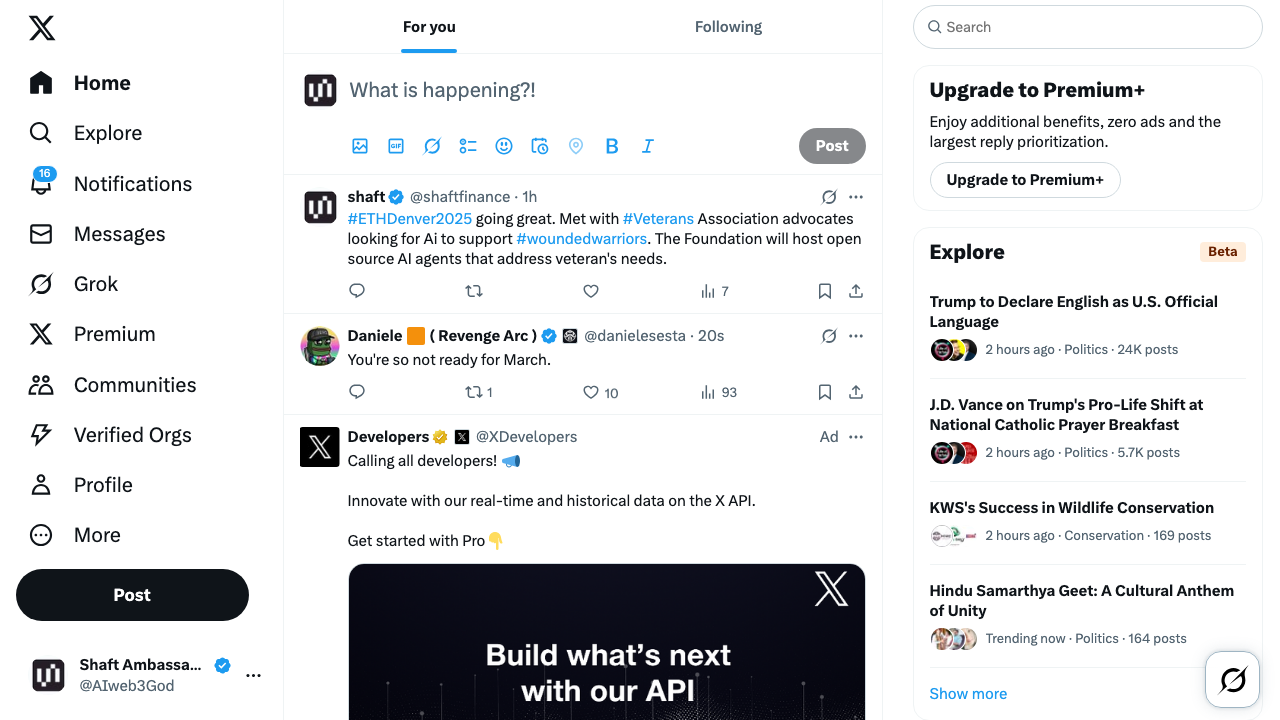 Home
Explore
16
Notifications
Messages
Grok
Premium
Communities
Verified Orgs
Profile
More
Post
Shaft Ambassa...
@AIweb3God
For you
Following
What is happening?!
GIF
B I
Post
shaft @shaftfinance · 1h
#ETHDenver2025 going great. Met with #Veterans Association advocates
looking for Ai to support #woundedwarriors. The Foundation will host open
source AI agents that address veteran's needs.
7
Daniele ( Revenge Arc ) @danielesesta · 20s
You're so not ready for March.
1 10 93
Developers @XDevelopers
Ad
Calling all developers!
Innovate with our real-time and historical data on the X API.
Get started with Pro
Build what's next
with our API
Search
Upgrade to Premium+
Enjoy additional benefits, zero ads and the
largest reply prioritization.
Upgrade to Premium+
Explore
Beta
Trump to Declare English as U.S. Official
Language
2 hours ago · Politics · 24K posts
J.D. Vance on Trump's Pro-Life Shift at
National Catholic Prayer Breakfast
2 hours ago · Politics · 5.7K posts
KWS's Success in Wildlife Conservation
2 hours ago · Conservation · 169 posts
Hindu Samarthya Geet: A Cultural Anthem
of Unity
Trending now · Politics · 164 posts
Show more